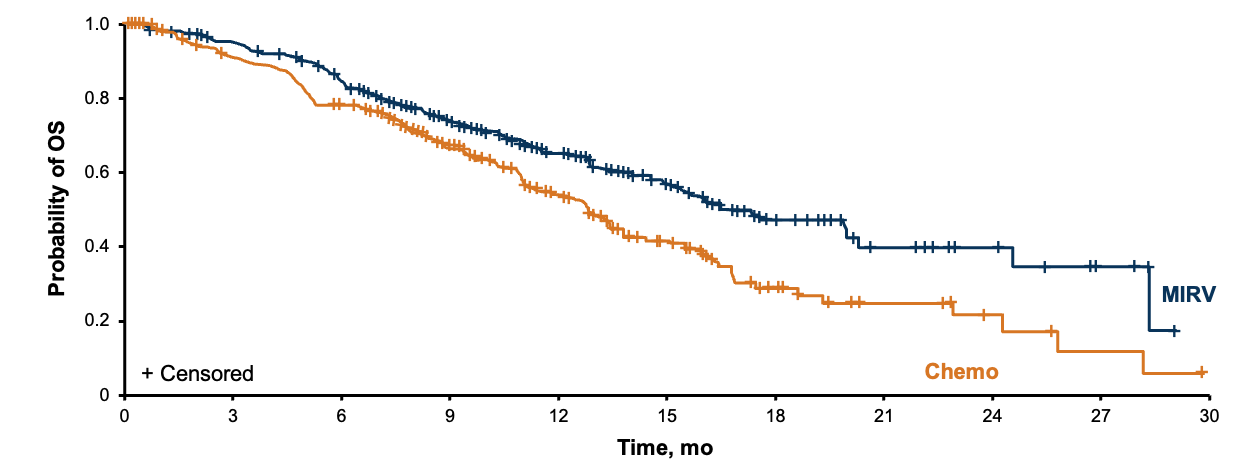 Probability of OS
1.0
0.8
0.6
0.4
0.2
0
MIRV
Chemo
+ Censored
0 3 6 9 12 15 18 21 24 27 30
Time, mo